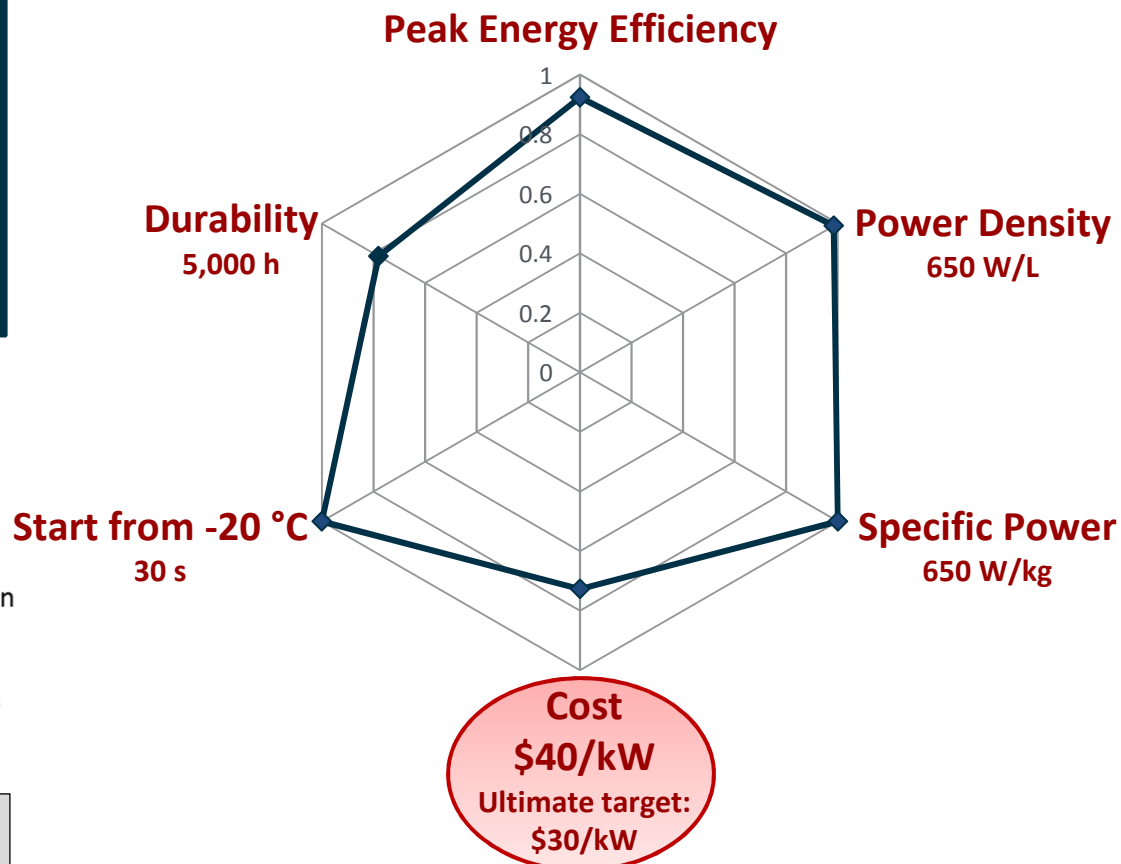 Peak Energy Efficiency
1
0.8
0.6
0.4
0.2
0
Durability
5,000 h
Power Density
650 W/L
Start from -20 °C
30 s
Specific Power
650 W/kg
n
Cost
$40/kW
Ultimate target:
$30/kW